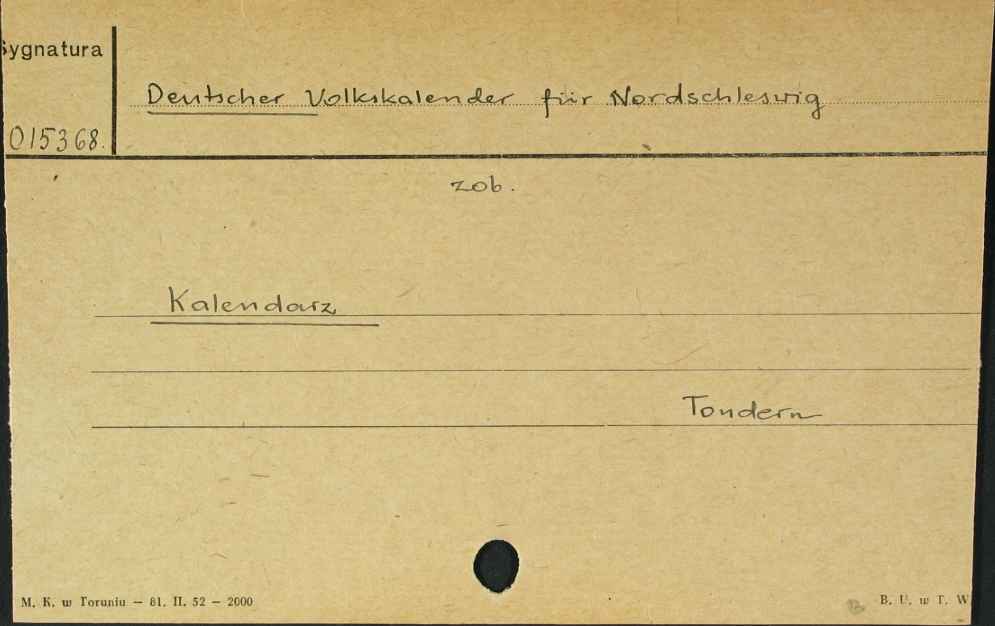 Sygnatura
Deutscher Volkskalender für Nordschleswig
015368.
zob.
Kalendarz
Tondern
M. K. w Toruniu — 81. II. 52 — 2000
B. U. w T. W